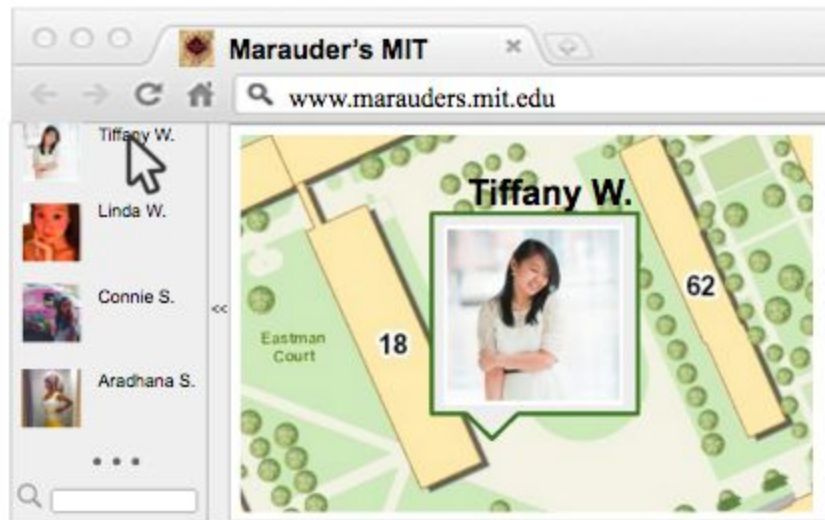 Marauder's MIT
www.marauders.mit.edu
Tiffany W.
Linda W.
Connie S.
Aradhana S.
<<
Tiffany W.
Eastman
Court
18
62